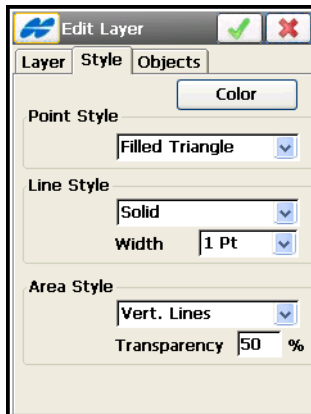 Edit Layer
Layer Style Objects
Color
Point Style
Filled Triangle
Line Style
Solid
Width 1 Pt
Area Style
Vert. Lines
Transparency 50 %